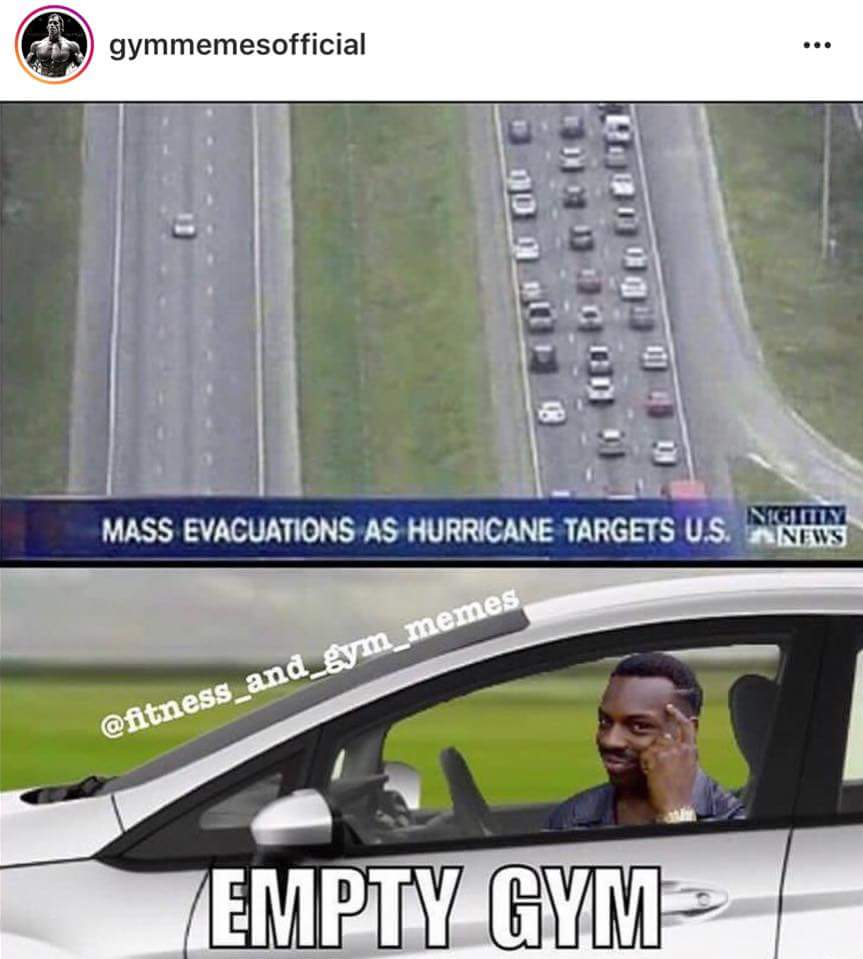 gymmemesofficial
MASS EVACUATIONS AS HURRICANE TARGETS U.S.
NIGHTLY
NEWS
@fitness_and_gym_memes
EMPTY GYM